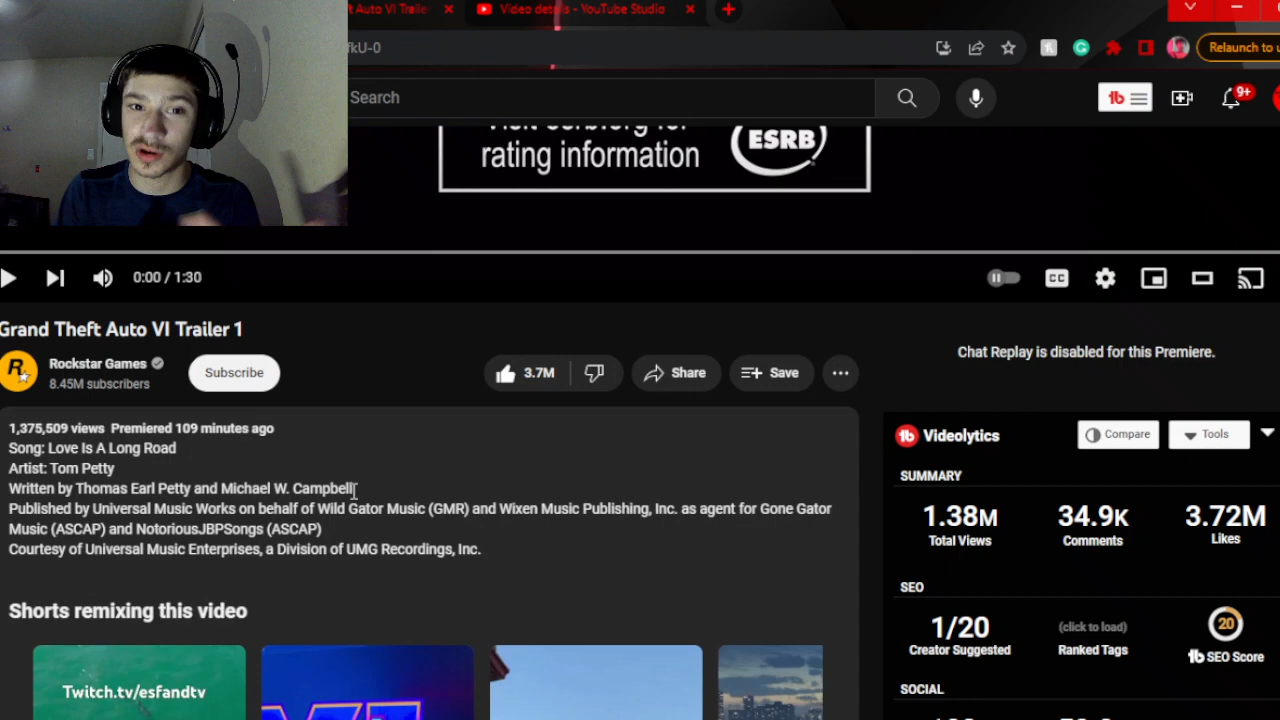 t Auto VI Traile
Video details - YouTube Studio
fkU-0
Relaunch to u
Search
9+
rating information
ESRB
0:00 / 1:30
CC
Grand Theft Auto VI Trailer 1
Chat Replay is disabled for this Premiere.
Rockstar Games
8.45M subscribers
Subscribe
3.7M
Share
Save
1,375,509 views Premiered 109 minutes ago
Song: Love Is A Long Road
Artist: Tom Petty
Written by Thomas Earl Petty and Michael W. Campbell
Published by Universal Music Works on behalf of Wild Gator Music (GMR) and Wixen Music Publishing, Inc. as agent for Gone Gator
Music (ASCAP) and NotoriousJBPSongs (ASCAP)
Courtesy of Universal Music Enterprises, a Division of UMG Recordings, Inc.
Shorts remixing this video
Twitch.tv/esfandtv
Videolytics
Compare
Tools
SUMMARY
1.38M 34.9K 3.72M
Total Views Comments Likes
SEO
1/20 (click to load) 20
Creator Suggested Ranked Tags SEO Score
SOCIAL